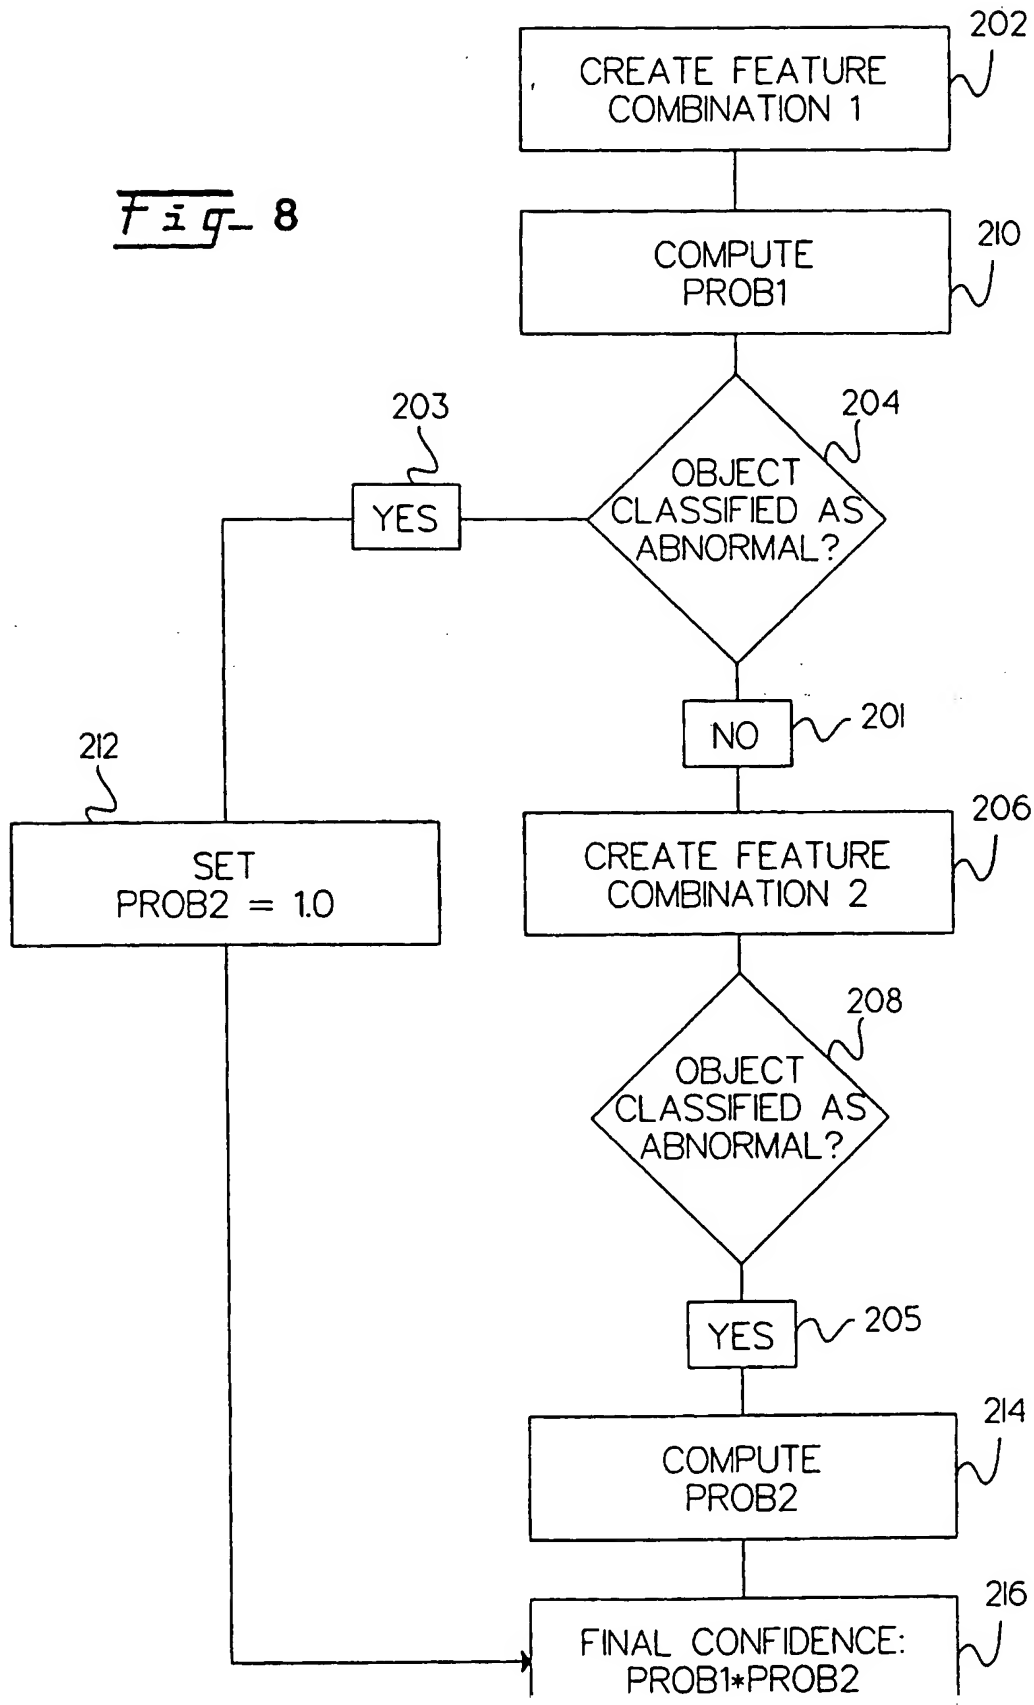 202
CREATE FEATURE
COMBINATION 1
Fig_ 8
210
COMPUTE
PROB1
203
204
YES
OBJECT
CLASSIFIED AS
ABNORMAL?
NO
201
212
SET
PROB2 = 1.0
206
CREATE FEATURE
COMBINATION 2
208
OBJECT
CLASSIFIED AS
ABNORMAL?
YES
205
214
COMPUTE
PROB2
216
FINAL CONFIDENCE:
PROB1*PROB2